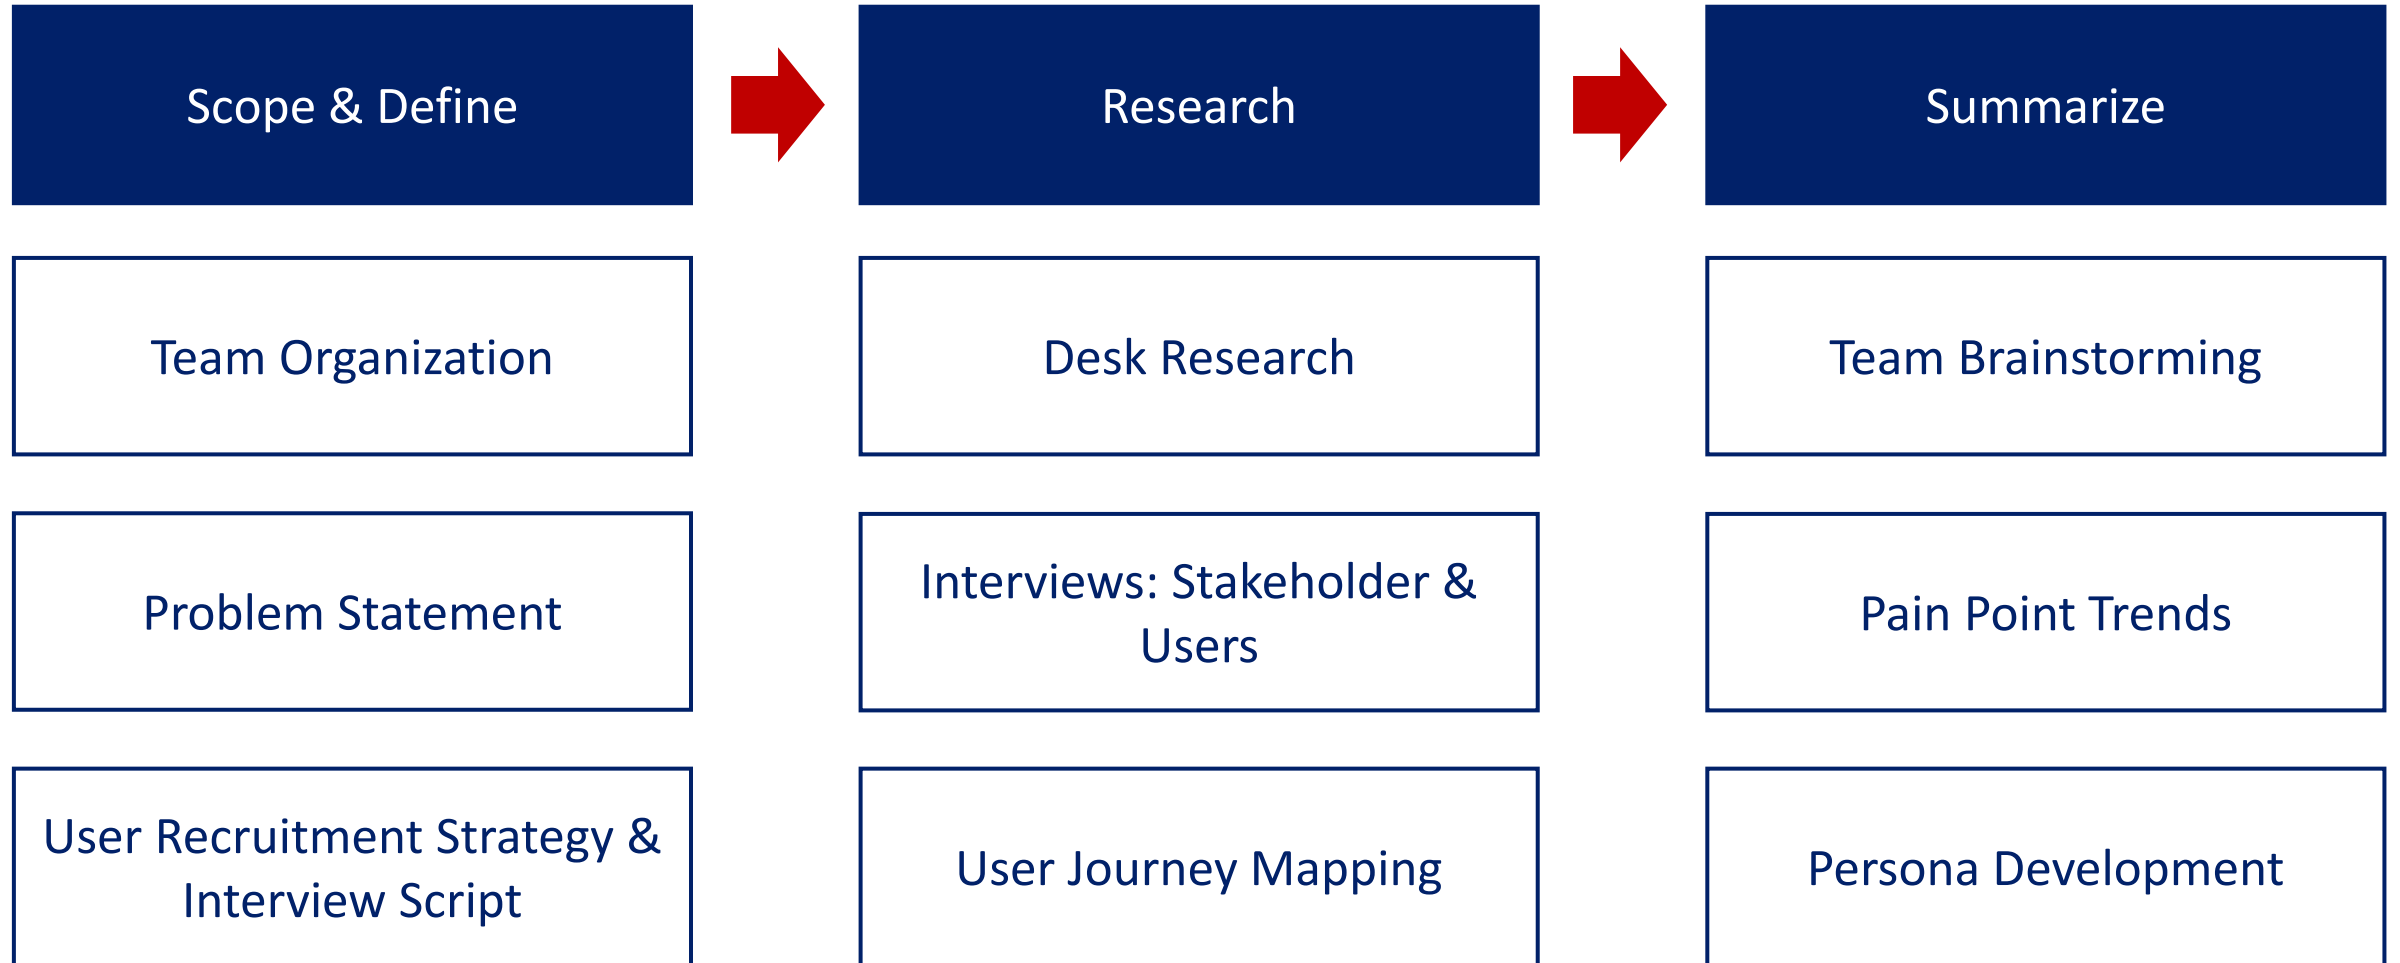 Scope & Define
Research
Summarize
Team Organization
Desk Research
Team Brainstorming
Problem Statement
Interviews: Stakeholder &
Users
Pain Point Trends
User Recruitment Strategy &
Interview Script
User Journey Mapping
Persona Development